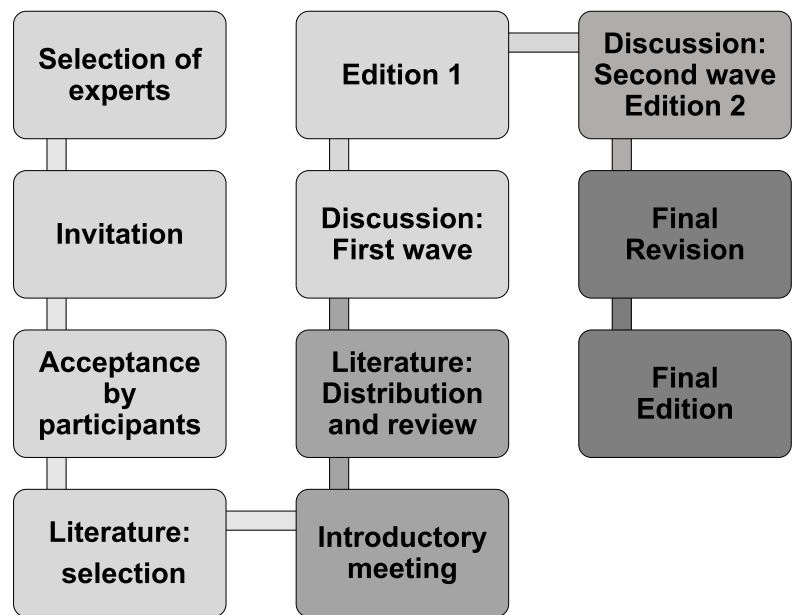 Selection of
experts
Invitation
Acceptance
by
participants
Literature:
selection
Introductory
meeting
Literature:
Distribution
and review
Discussion:
First wave
Edition 1
Discussion:
Second wave
Edition 2
Final
Revision
Final
Edition